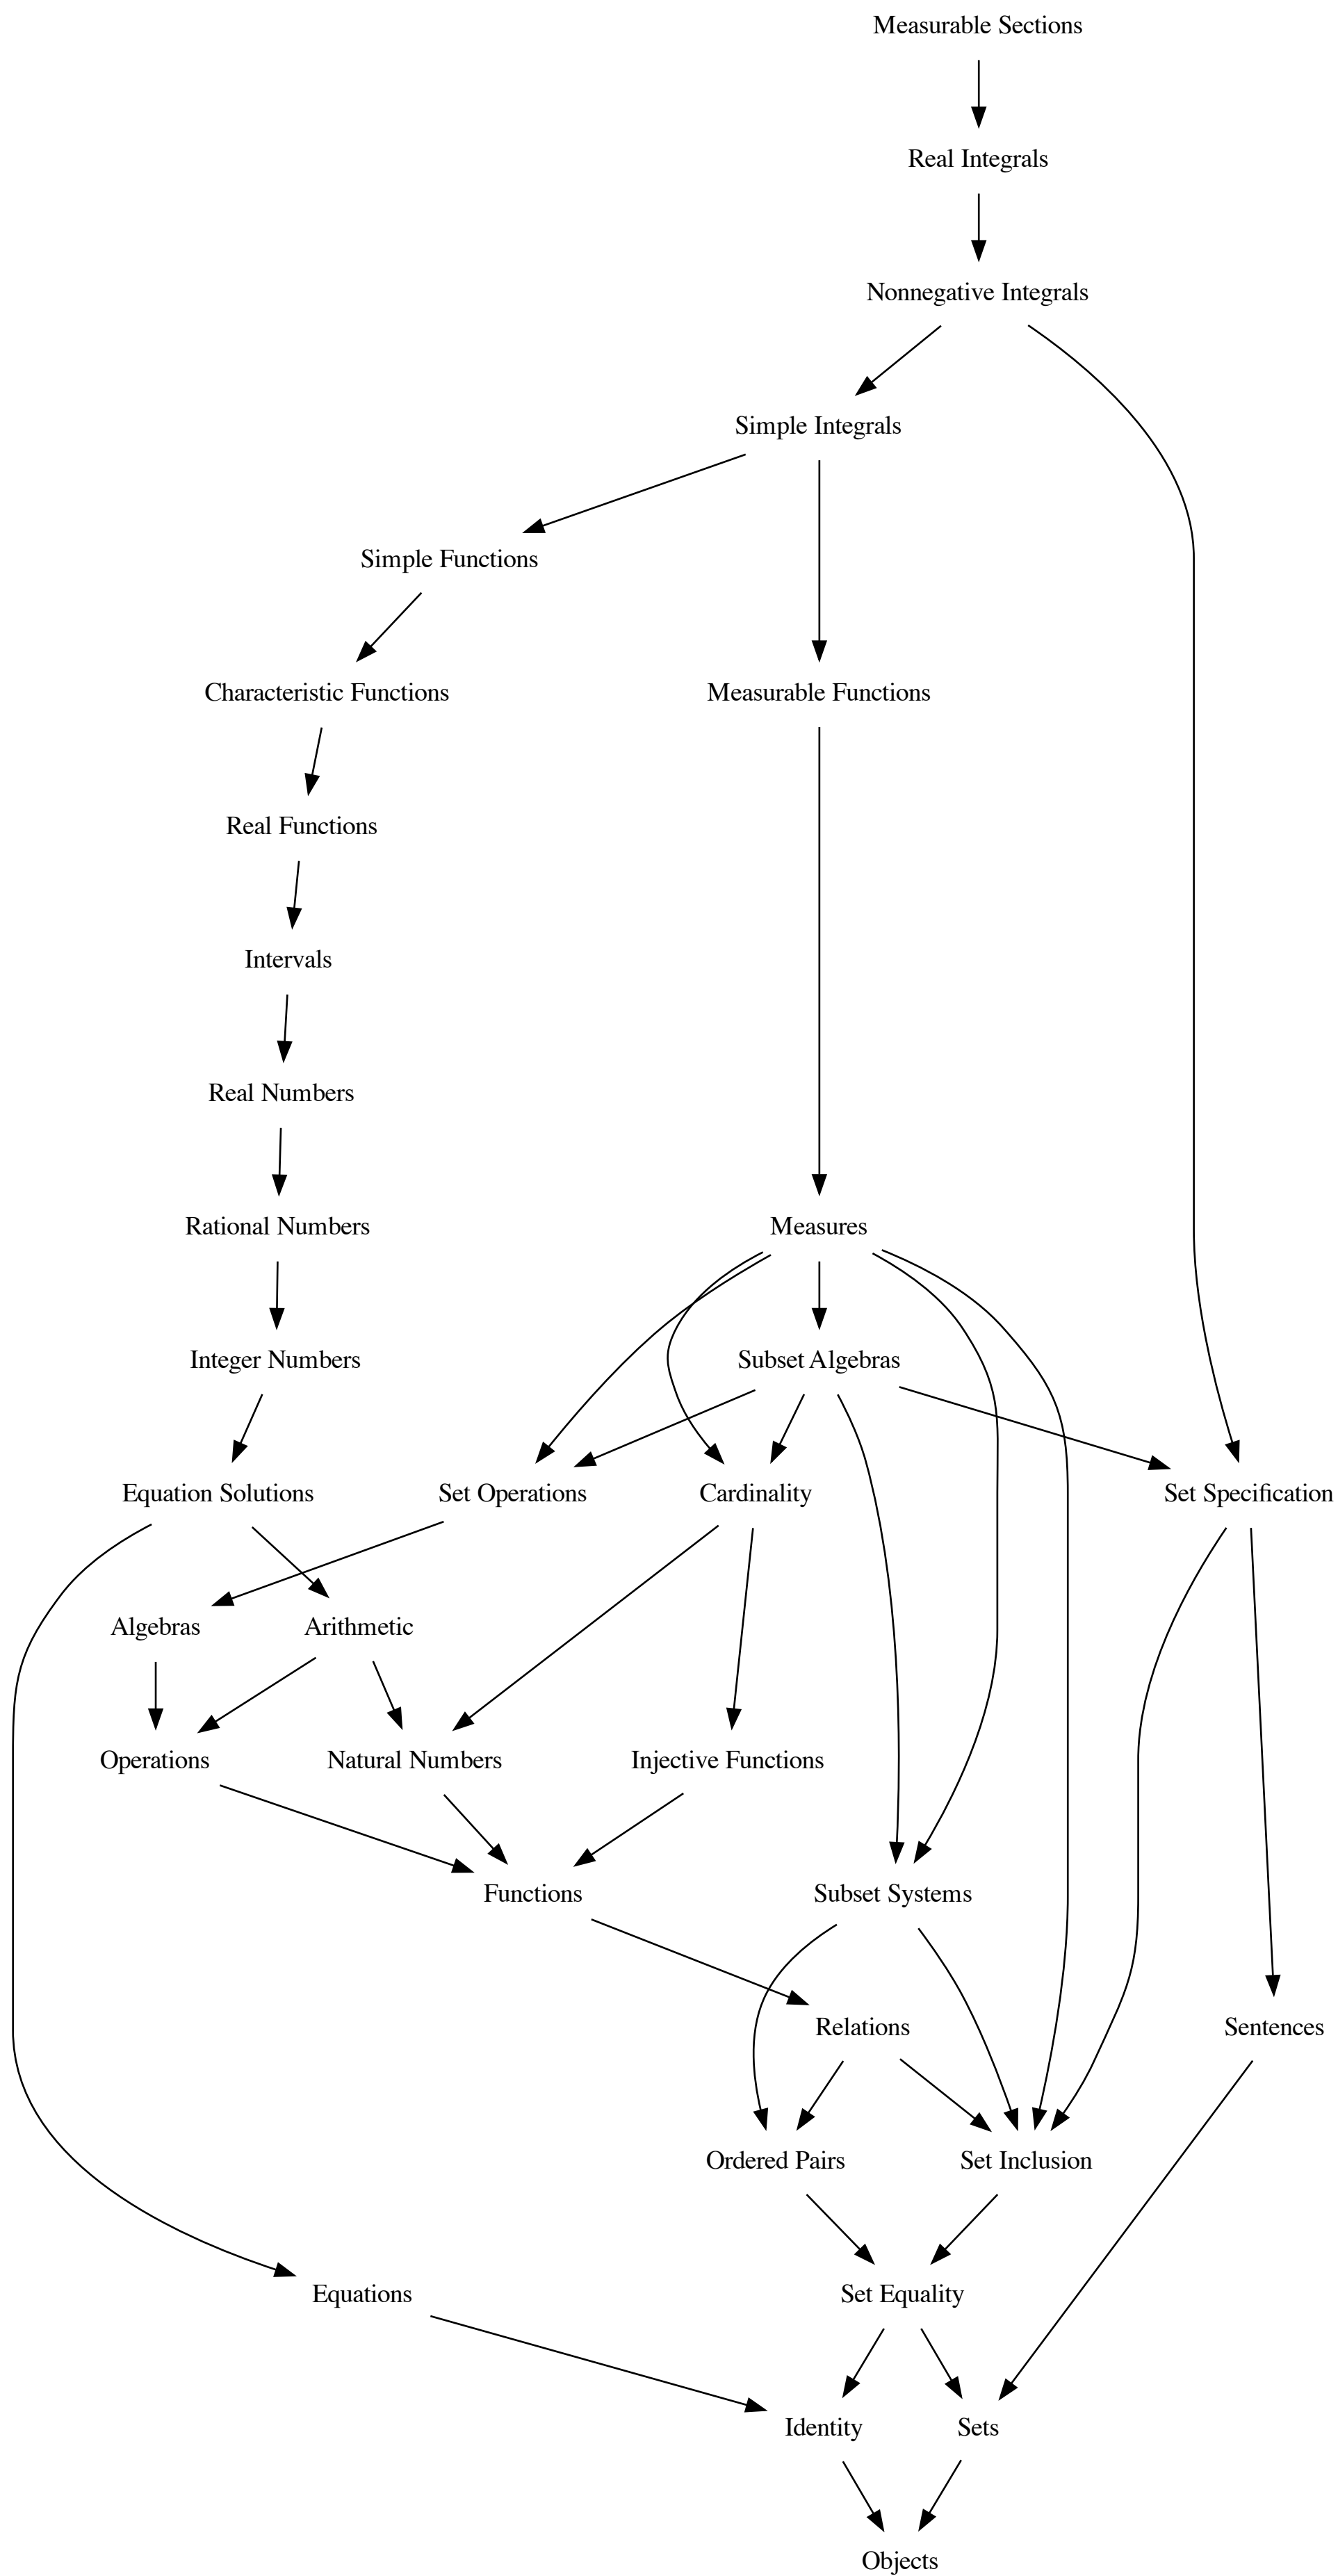 Measurable Sections
Real Integrals
Nonnegative Integrals
Simple Integrals
Simple Functions
Characteristic Functions
Measurable Functions
Real Functions
Intervals
Real Numbers
Rational Numbers
Measures
Integer Numbers
Subset Algebras
Equation Solutions
Set Operations
Cardinality
Set Specification
Algebras
Arithmetic
Operations
Natural Numbers
Injective Functions
Functions
Subset Systems
Relations
Sentences
Ordered Pairs
Set Inclusion
Equations
Set Equality
Identity
Sets
Objects